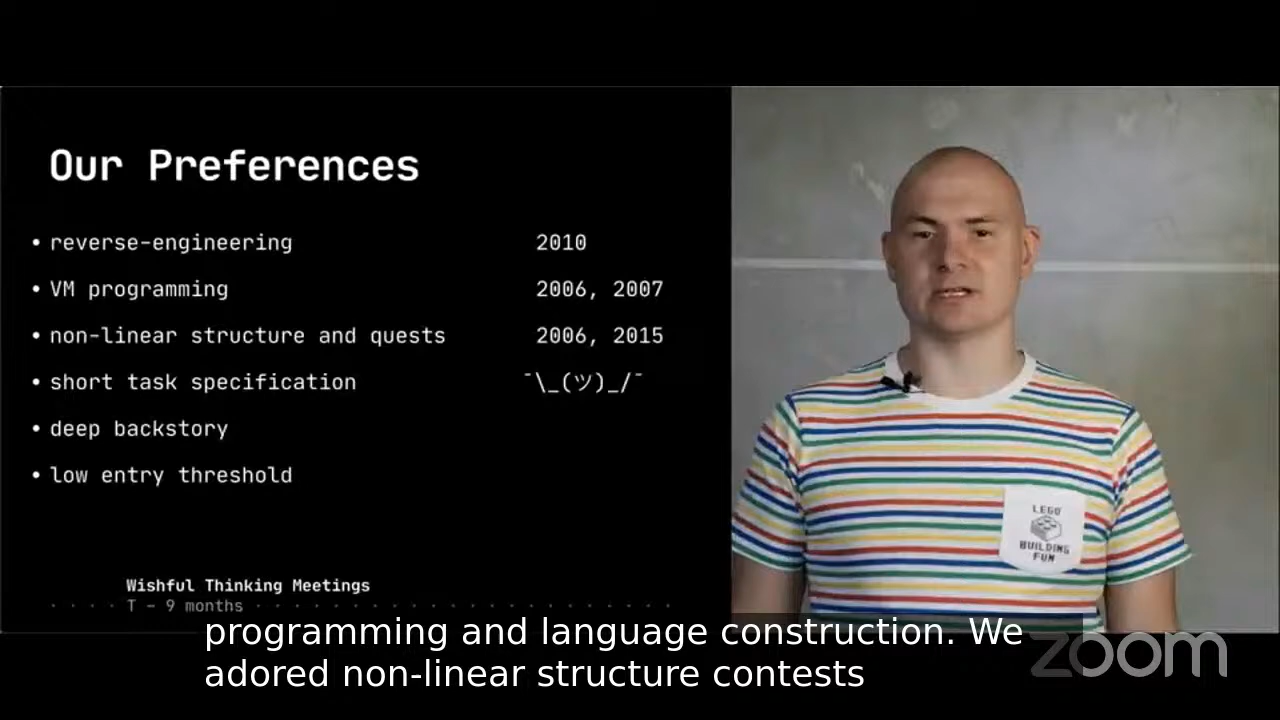 Our Preferences
• reverse-engineering 2010
• VM programming 2006, 2007
• non-linear structure and quests 2006, 2015
• short task specification ¯\_(ツ)_/¯
• deep backstory
• low entry threshold
Wishful Thinking Meetings
T - 9 months
LEGO
BUILDING
FUN
programming and language construction. We
adored non-linear structure contests
zoom